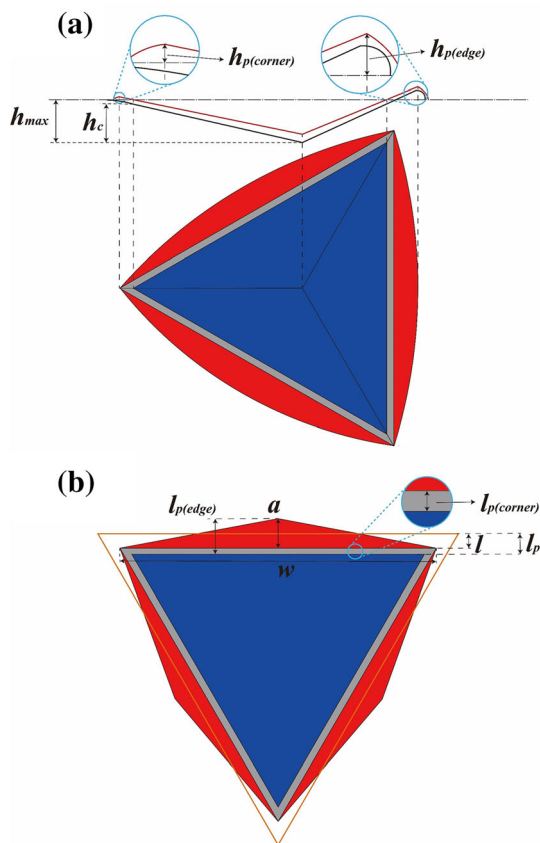 (a)
hp(corner)
hp(edge)
hmax
hc
(b)
lp(edge)
a
lp(corner)
l
lp
w